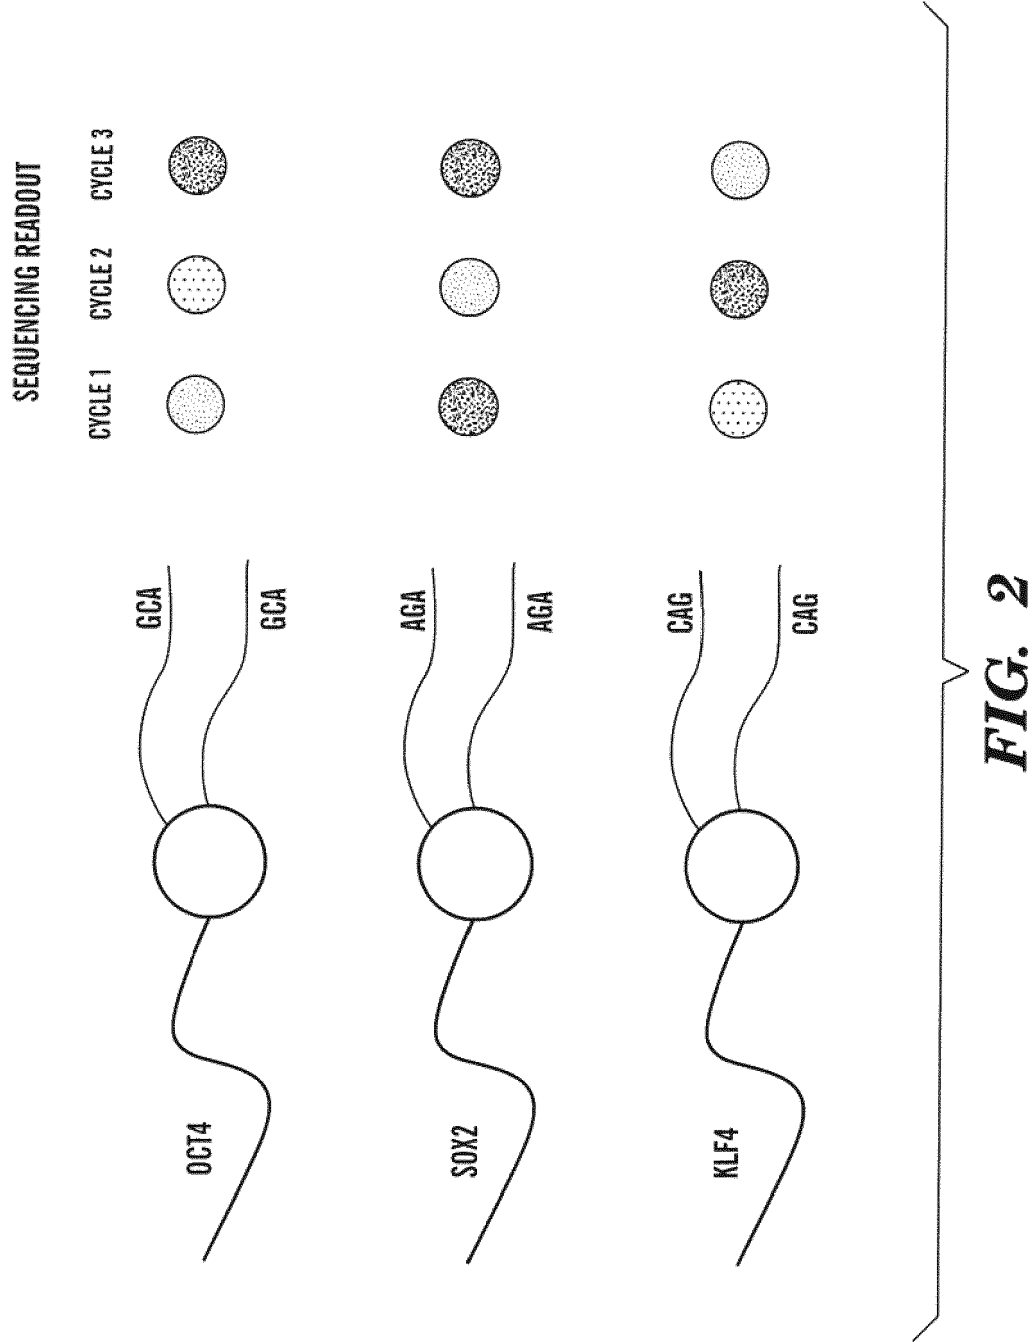 SEQUENCING READOUT
CYCLE 1 CYCLE 2 CYCLE 3
GCA
OCT4
GCA
AGA
SOX2
AGA
CAG
KLF4
CAG
FIG. 2